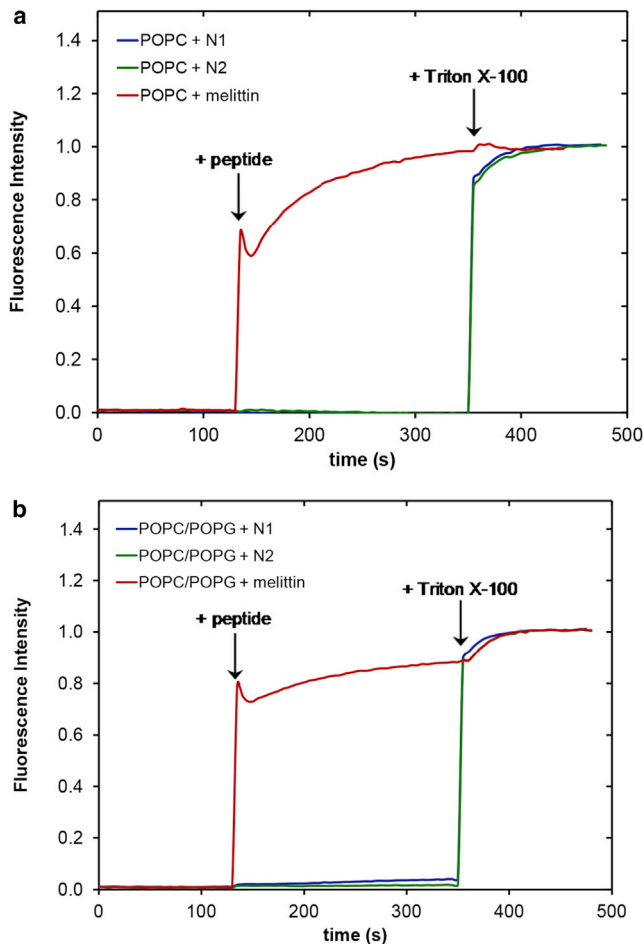 a
1.4
1.2
1.0
0.8
0.6
0.4
0.2
0.0
Fluorescence Intensity
POPC + N1
POPC + N2
POPC + melittin
+ Triton X-100
+ peptide
0 100 200 300 400 500
time (s)
b
1.4
1.2
1.0
0.8
0.6
0.4
0.2
0.0
Fluorescence Intensity
POPC/POPG + N1
POPC/POPG + N2
POPC/POPG + melittin
+ Triton X-100
+ peptide
0 100 200 300 400 500
time (s)